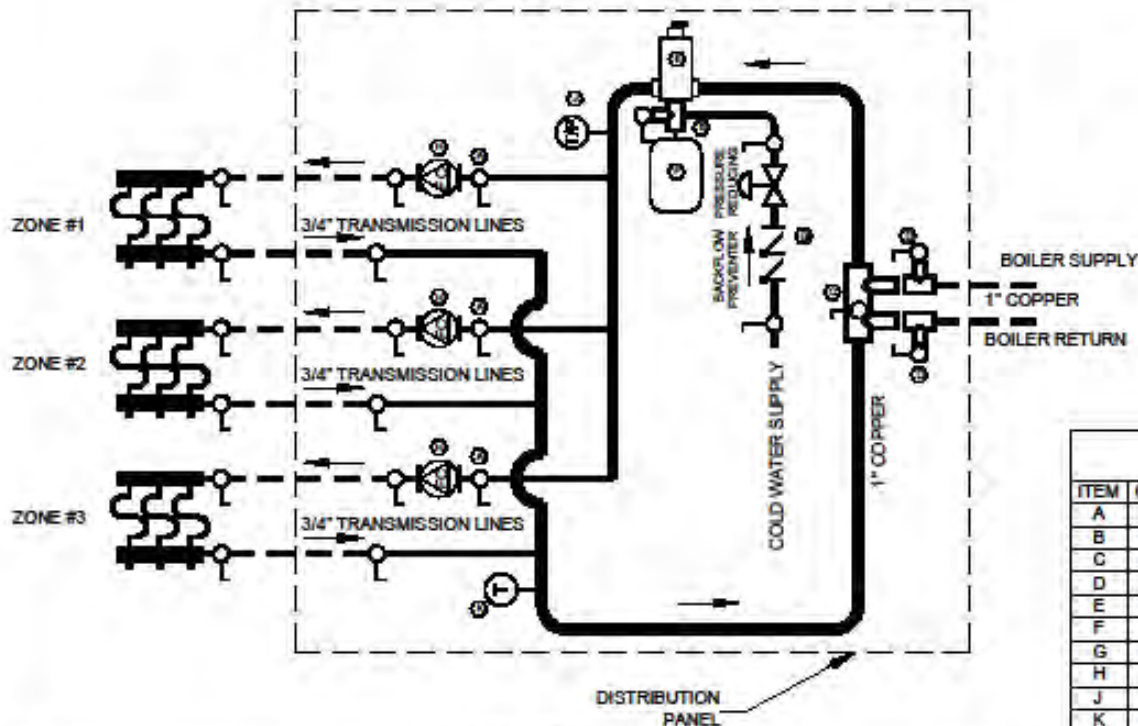 ZONE #1
3/4" TRANSMISSION LINES
ZONE #2
3/4" TRANSMISSION LINES
ZONE #3
3/4" TRANSMISSION LINES
T/P
T
PRESSURE
REDUCING
BACKFLOW
PREVENTER
COLD WATER SUPPLY
1" COPPER
BOILER SUPPLY
1" COPPER
BOILER RETURN
DISTRIBUTION
PANEL
ITEM
A
B
C
D
E
F
G
H
J
K